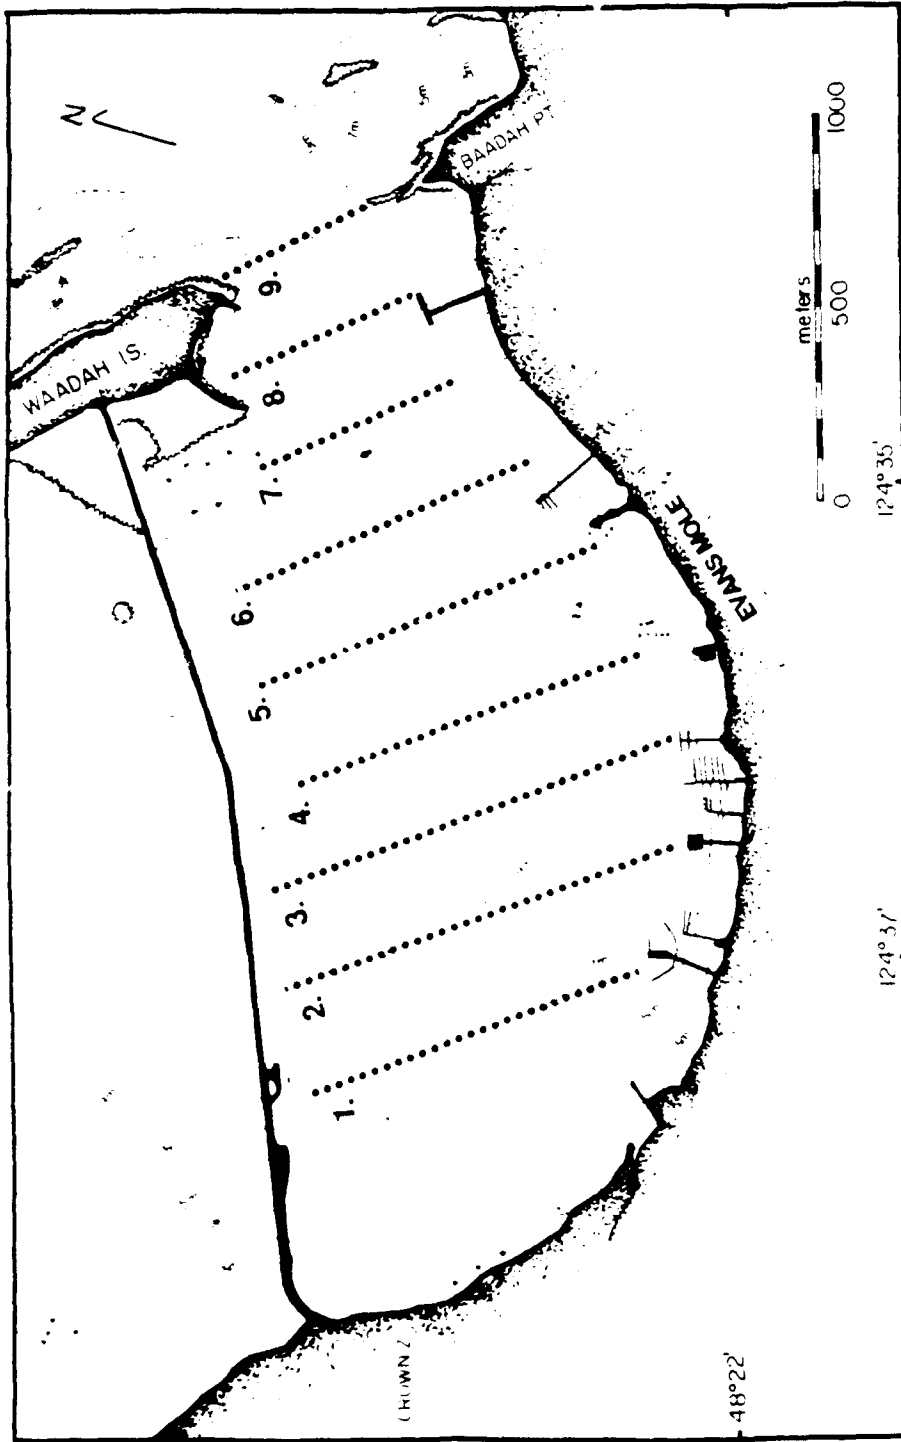 N
WAADAH IS.
BAADAH PT.
9.
8.
7.
6.
5.
4.
3.
2.
1.
EVANS MOLE
meters
0 500 1000
124°37'
124°35'
48°22'